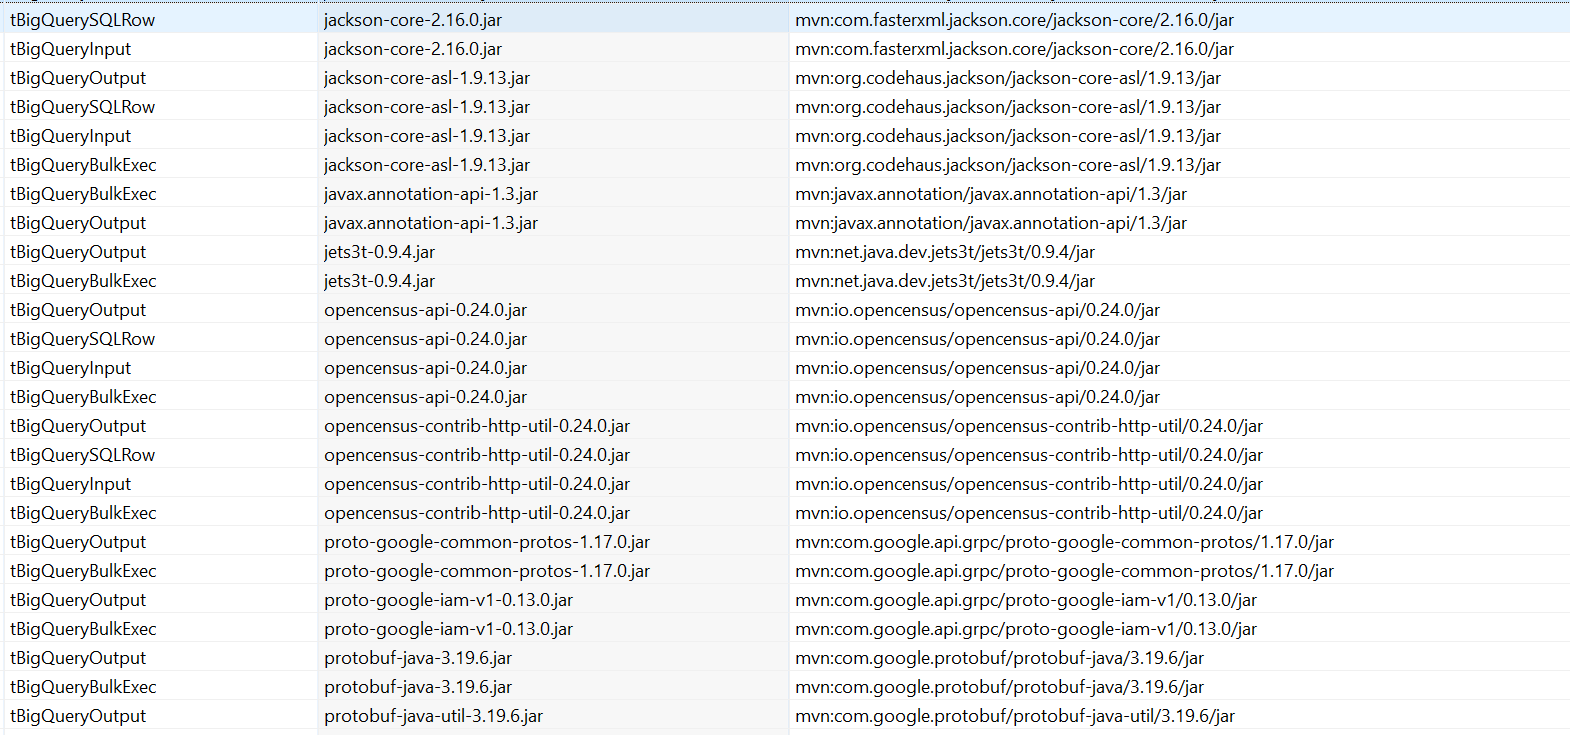 tBigQuerySQLRow jackson-core-2.16.0.jar mvn:com.fasterxml.jackson.core/jackson-core/2.16.0/jar
tBigQueryInput jackson-core-2.16.0.jar mvn:com.fasterxml.jackson.core/jackson-core/2.16.0/jar
tBigQueryOutput jackson-core-asl-1.9.13.jar mvn:org.codehaus.jackson/jackson-core-asl/1.9.13/jar
tBigQuerySQLRow jackson-core-asl-1.9.13.jar mvn:org.codehaus.jackson/jackson-core-asl/1.9.13/jar
tBigQueryInput jackson-core-asl-1.9.13.jar mvn:org.codehaus.jackson/jackson-core-asl/1.9.13/jar
tBigQueryBulkExec jackson-core-asl-1.9.13.jar mvn:org.codehaus.jackson/jackson-core-asl/1.9.13/jar
tBigQueryBulkExec javax.annotation-api-1.3.jar mvn:javax.annotation/javax.annotation-api/1.3/jar
tBigQueryOutput javax.annotation-api-1.3.jar mvn:javax.annotation/javax.annotation-api/1.3/jar
tBigQueryOutput jets3t-0.9.4.jar mvn:net.java.dev.jets3t/jets3t/0.9.4/jar
tBigQueryBulkExec jets3t-0.9.4.jar mvn:net.java.dev.jets3t/jets3t/0.9.4/jar
tBigQueryOutput opencensus-api-0.24.0.jar mvn:io.opencensus/opencensus-api/0.24.0/jar
tBigQuerySQLRow opencensus-api-0.24.0.jar mvn:io.opencensus/opencensus-api/0.24.0/jar
tBigQueryInput opencensus-api-0.24.0.jar mvn:io.opencensus/opencensus-api/0.24.0/jar
tBigQueryBulkExec opencensus-api-0.24.0.jar mvn:io.opencensus/opencensus-api/0.24.0/jar
tBigQueryOutput opencensus-contrib-http-util-0.24.0.jar mvn:io.opencensus/opencensus-contrib-http-util/0.24.0/jar
tBigQuerySQLRow opencensus-contrib-http-util-0.24.0.jar mvn:io.opencensus/opencensus-contrib-http-util/0.24.0/jar
tBigQueryInput opencensus-contrib-http-util-0.24.0.jar mvn:io.opencensus/opencensus-contrib-http-util/0.24.0/jar
tBigQueryBulkExec opencensus-contrib-http-util-0.24.0.jar mvn:io.opencensus/opencensus-contrib-http-util/0.24.0/jar
tBigQueryOutput proto-google-common-protos-1.17.0.jar mvn:com.google.api.grpc/proto-google-common-protos/1.17.0/jar
tBigQueryBulkExec proto-google-common-protos-1.17.0.jar mvn:com.google.api.grpc/proto-google-common-protos/1.17.0/jar
tBigQueryOutput proto-google-iam-v1-0.13.0.jar mvn:com.google.api.grpc/proto-google-iam-v1/0.13.0/jar
tBigQueryBulkExec proto-google-iam-v1-0.13.0.jar mvn:com.google.api.grpc/proto-google-iam-v1/0.13.0/jar
tBigQueryOutput protobuf-java-3.19.6.jar mvn:com.google.protobuf/protobuf-java/3.19.6/jar
tBigQueryBulkExec protobuf-java-3.19.6.jar mvn:com.google.protobuf/protobuf-java/3.19.6/jar
tBigQueryOutput protobuf-java-util-3.19.6.jar mvn:com.google.protobuf/protobuf-java-util/3.19.6/jar